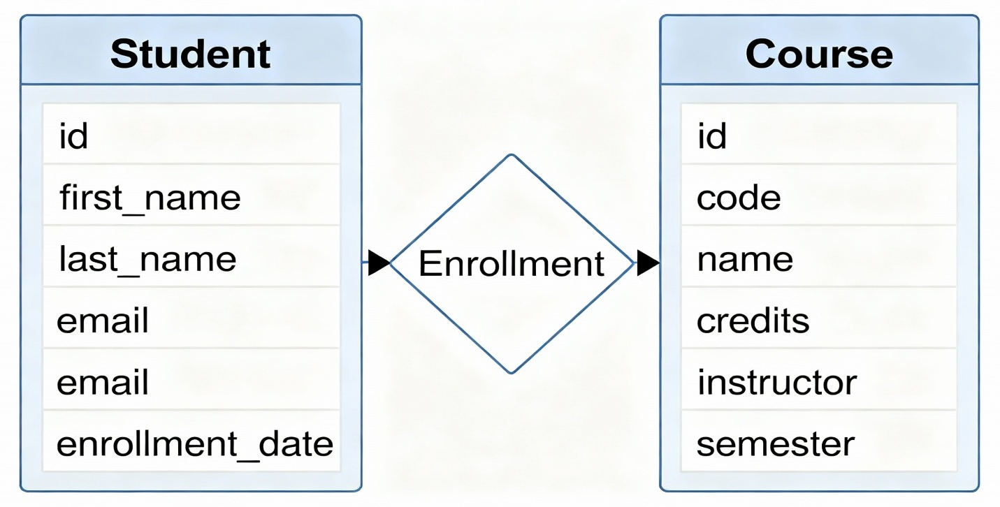 Student
id
first_name
last_name
email
email
enrollment_date
Enrollment
Course
id
code
name
credits
instructor
semester